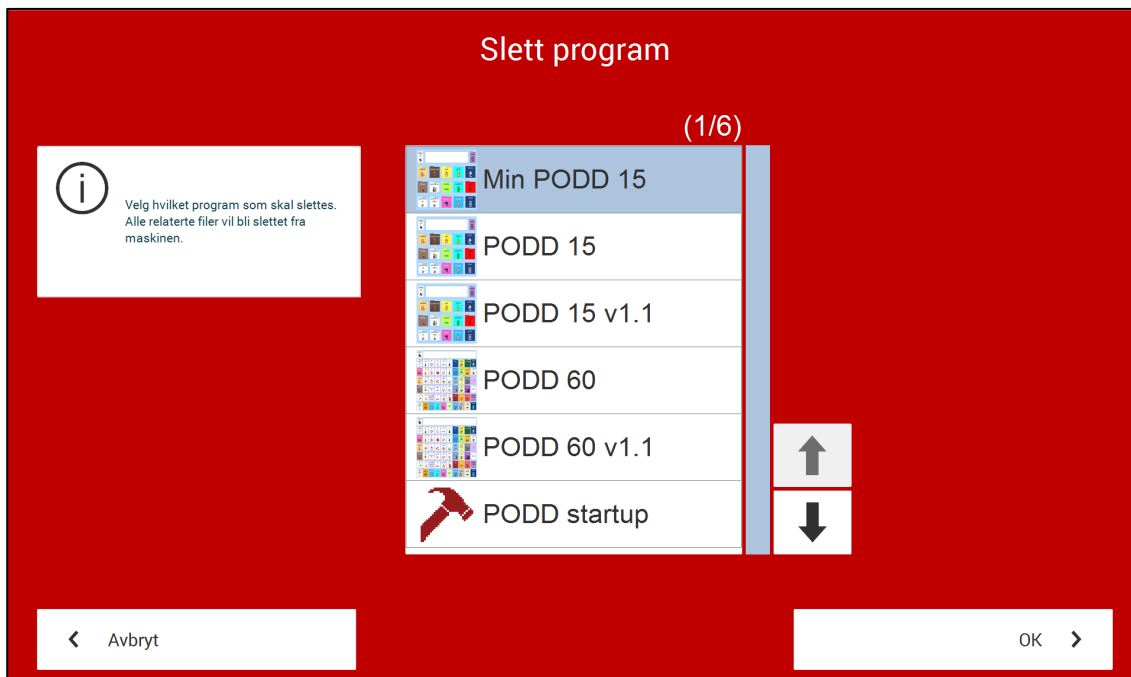 Slett program
(1/6)
Velg hvilket program som skal slettes.
Alle relaterte filer vil bli slettet fra
maskinen.
Min PODD 15
PODD 15
PODD 15 v1.1
PODD 60
PODD 60 v1.1
PODD startup
Avbryt
OK